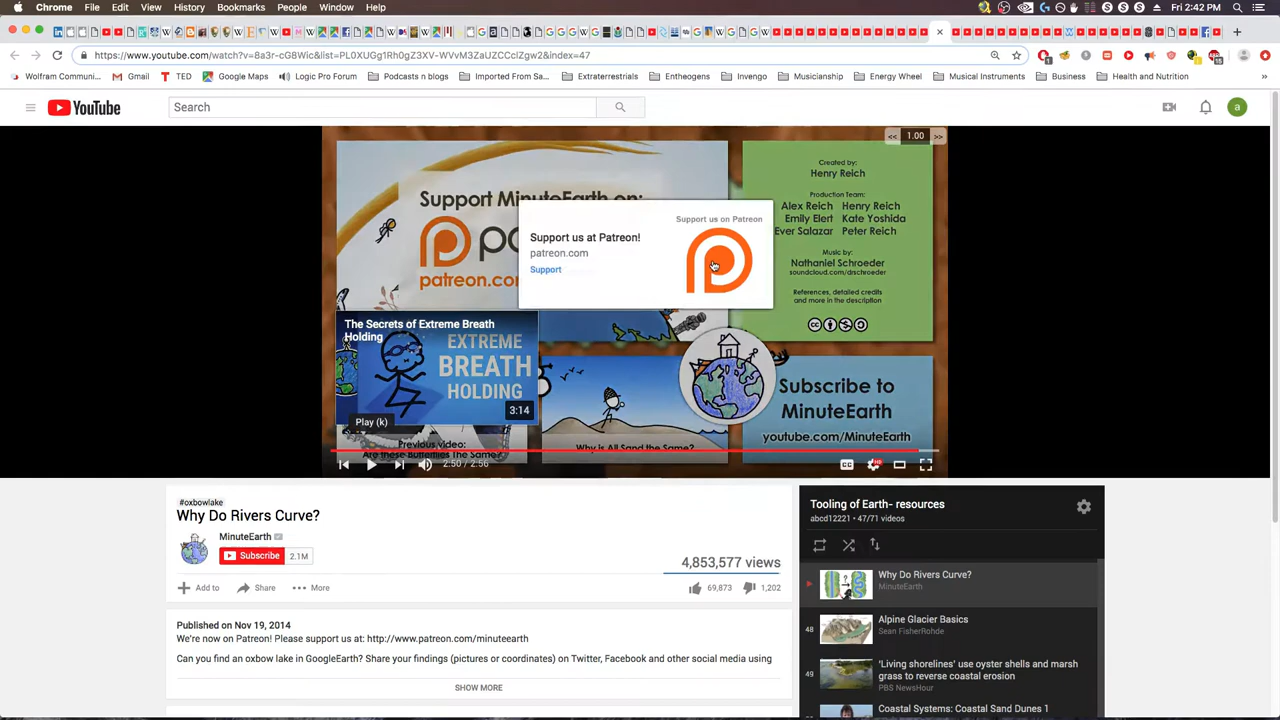 Chrome File Edit View History Bookmarks People Window Help
Fri 2:42 PM
https://www.youtube.com/watch?v=8a3r-cG8Wic&list=PL0XUGg1Rh0gZ3XV-WVvM3ZaUZCCclZgw2&index=47
Wolfram Communi... Gmail TED Google Maps Logic Pro Forum Podcasts n blogs Imported From Sa... Extraterrestrials Entheogens Invengo Musicianship Energy Wheel Musical Instruments Business Health and Nutrition
YouTube
Search
a
<< 1.00 >>
Support MinuteEarth on:
patreon.co
Support us on Patreon
Support us at Patreon!
patreon.com
Support
Created by:
Henry Reich
Production Team:
Alex Reich Henry Reich
Emily Elert Kate Yoshida
Ever Salazar Peter Reich
Music by:
Nathaniel Schroeder
soundcloud.com/drschroeder
References, detailed credits
and more in the description
The Secrets of Extreme Breath
Holding
EXTREME
BREATH
HOLDING
3:14
Play (k)
Previous video:
Are these Butterflies The Same?
Why is All Sand the Same?
Subscribe to
MinuteEarth
youtube.com/MinuteEarth
2:50 / 2:56
CC
HD
#oxbowlake
Why Do Rivers Curve?
MinuteEarth
Subscribe 2.1M
4,853,577 views
Add to Share More
69,873 1,202
Published on Nov 19, 2014
We're now on Patreon! Please support us at: http://www.patreon.com/minuteearth
Can you find an oxbow lake in GoogleEarth? Share your findings (pictures or coordinates) on Twitter, Facebook and other social media using
SHOW MORE
Tooling of Earth- resources
abcd12221 • 47/71 videos
Why Do Rivers Curve?
MinuteEarth
48
Alpine Glacier Basics
Sean FisherRohde
49
'Living shorelines' use oyster shells and marsh
grass to reverse coastal erosion
PBS NewsHour
Coastal Systems: Coastal Sand Dunes 1